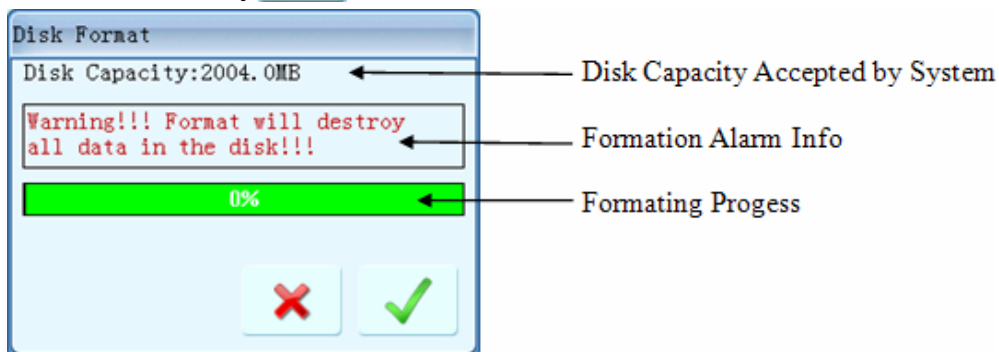 Disk Format
Disk Capacity:2004.0MB
Disk Capacity Accepted by System
Warning!!! Format will destroy
all data in the disk!!!
Formation Alarm Info
0%
Formating Progess